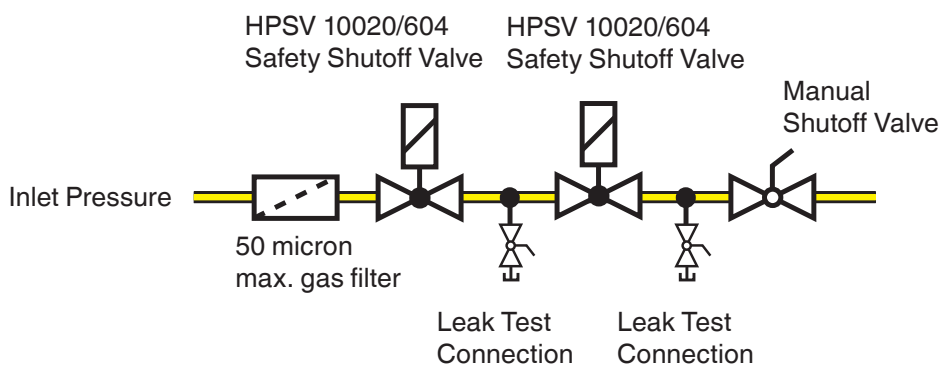 HPSV 10020/604
Safety Shutoff Valve
HPSV 10020/604
Safety Shutoff Valve
Manual
Shutoff Valve
Inlet Pressure
50 micron
max. gas filter
Leak Test
Connection
Leak Test
Connection